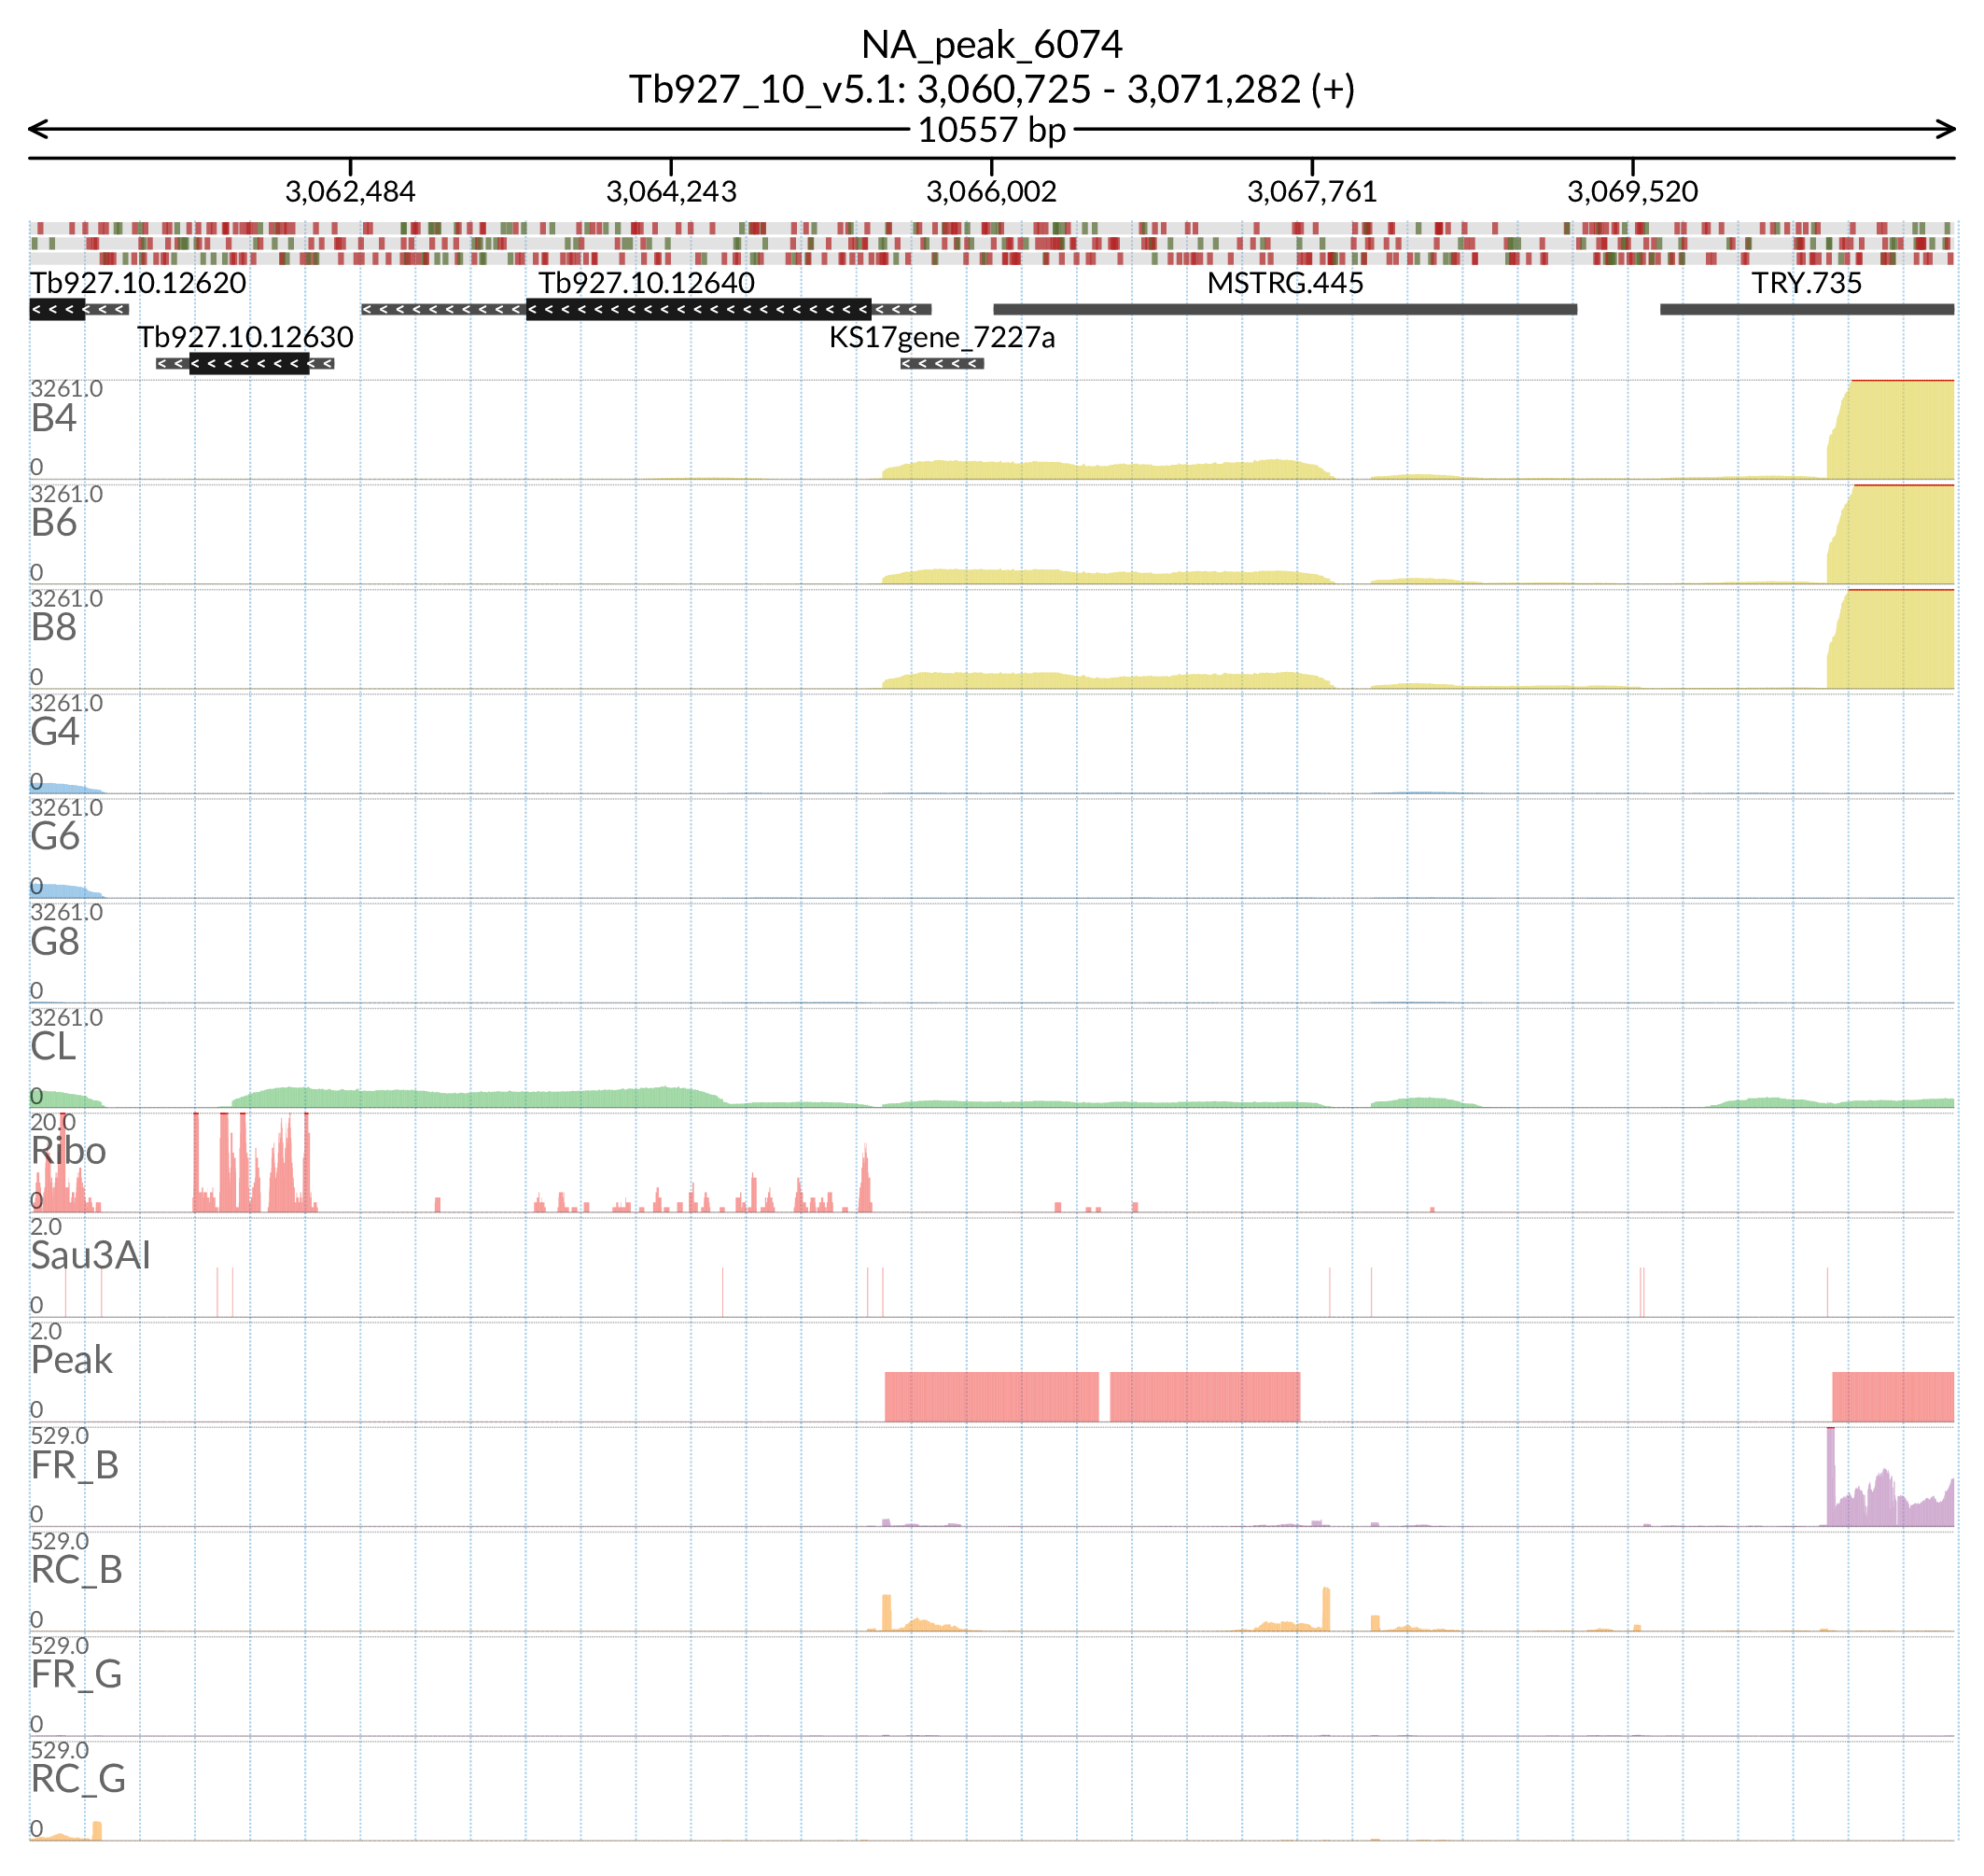 NA_peak_6074
Tb927_10_v5.1: 3,060,725 - 3,071,282 (+)
10557 bp
3,062,484 3,064,243 3,066,002 3,067,761 3,069,520
Tb927.10.12620 Tb927.10.12640 MSTRG.445 TRY.735
Tb927.10.12630 KS17gene_7227a
3261.0
B4
0
3261.0
B6
0
3261.0
B8
0
3261.0
G4
0
3261.0
G6
0
3261.0
G8
0
3261.0
CL
0
20.0
Ribo
0
2.0
Sau3AI
0
2.0
Peak
0
529.0
FR_B
0
529.0
RC_B
0
529.0
FR_G
0
529.0
RC_G
0